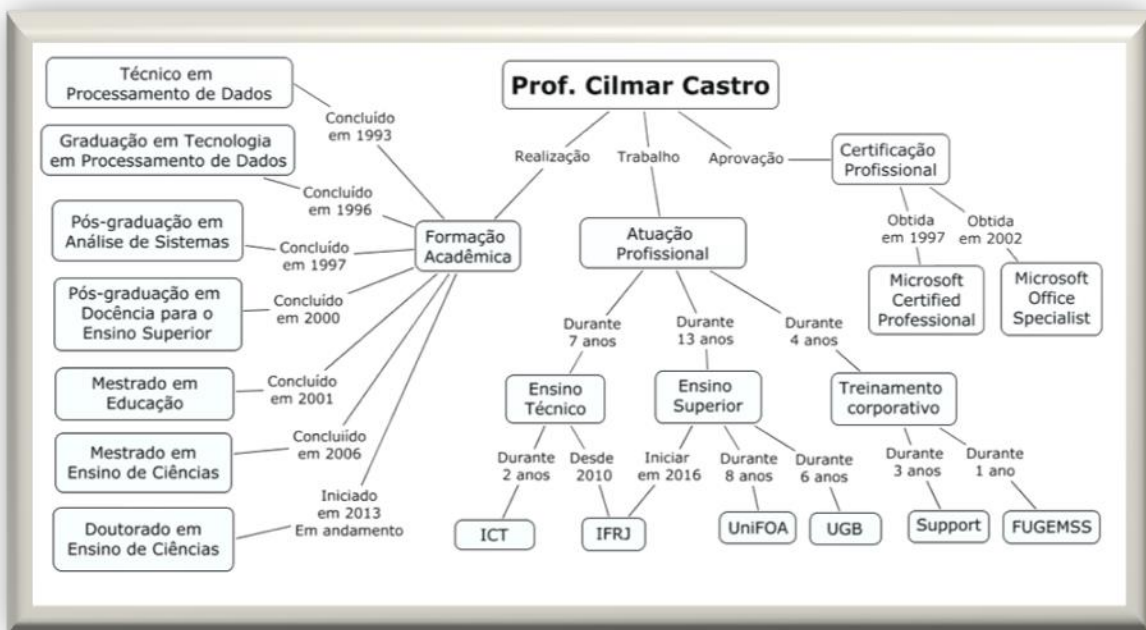 Prof. Cilmar Castro
Realização
Trabalho
Aprovação
Formação
Acadêmica
Concluído
em 1993
Técnico em
Processamento de Dados
Concluído
em 1996
Graduação em Tecnologia
em Processamento de Dados
Concluído
em 1997
Pós-graduação em
Análise de Sistemas
Concluído
em 2000
Pós-graduação em
Docência para o
Ensino Superior
Concluído
em 2001
Mestrado em
Educação
Concluiído
em 2006
Mestrado em
Ensino de Ciências
Iniciado
em 2013
Em andamento
Doutorado em
Ensino de Ciências
Atuação
Profissional
Durante
7 anos
Ensino
Técnico
Durante
2 anos
ICT
Desde
2010
IFRJ
Durante
13 anos
Ensino
Superior
Iniciar
em 2016
Durante
8 anos
UniFOA
Durante
6 anos
UGB
Durante
4 anos
Treinamento
corporativo
Durante
3 anos
Support
Durante
1 ano
FUGEMSS
Certificação
Profissional
Obtida
em 1997
Microsoft
Certified
Professional
Obtida
em 2002
Microsoft
Office
Specialist